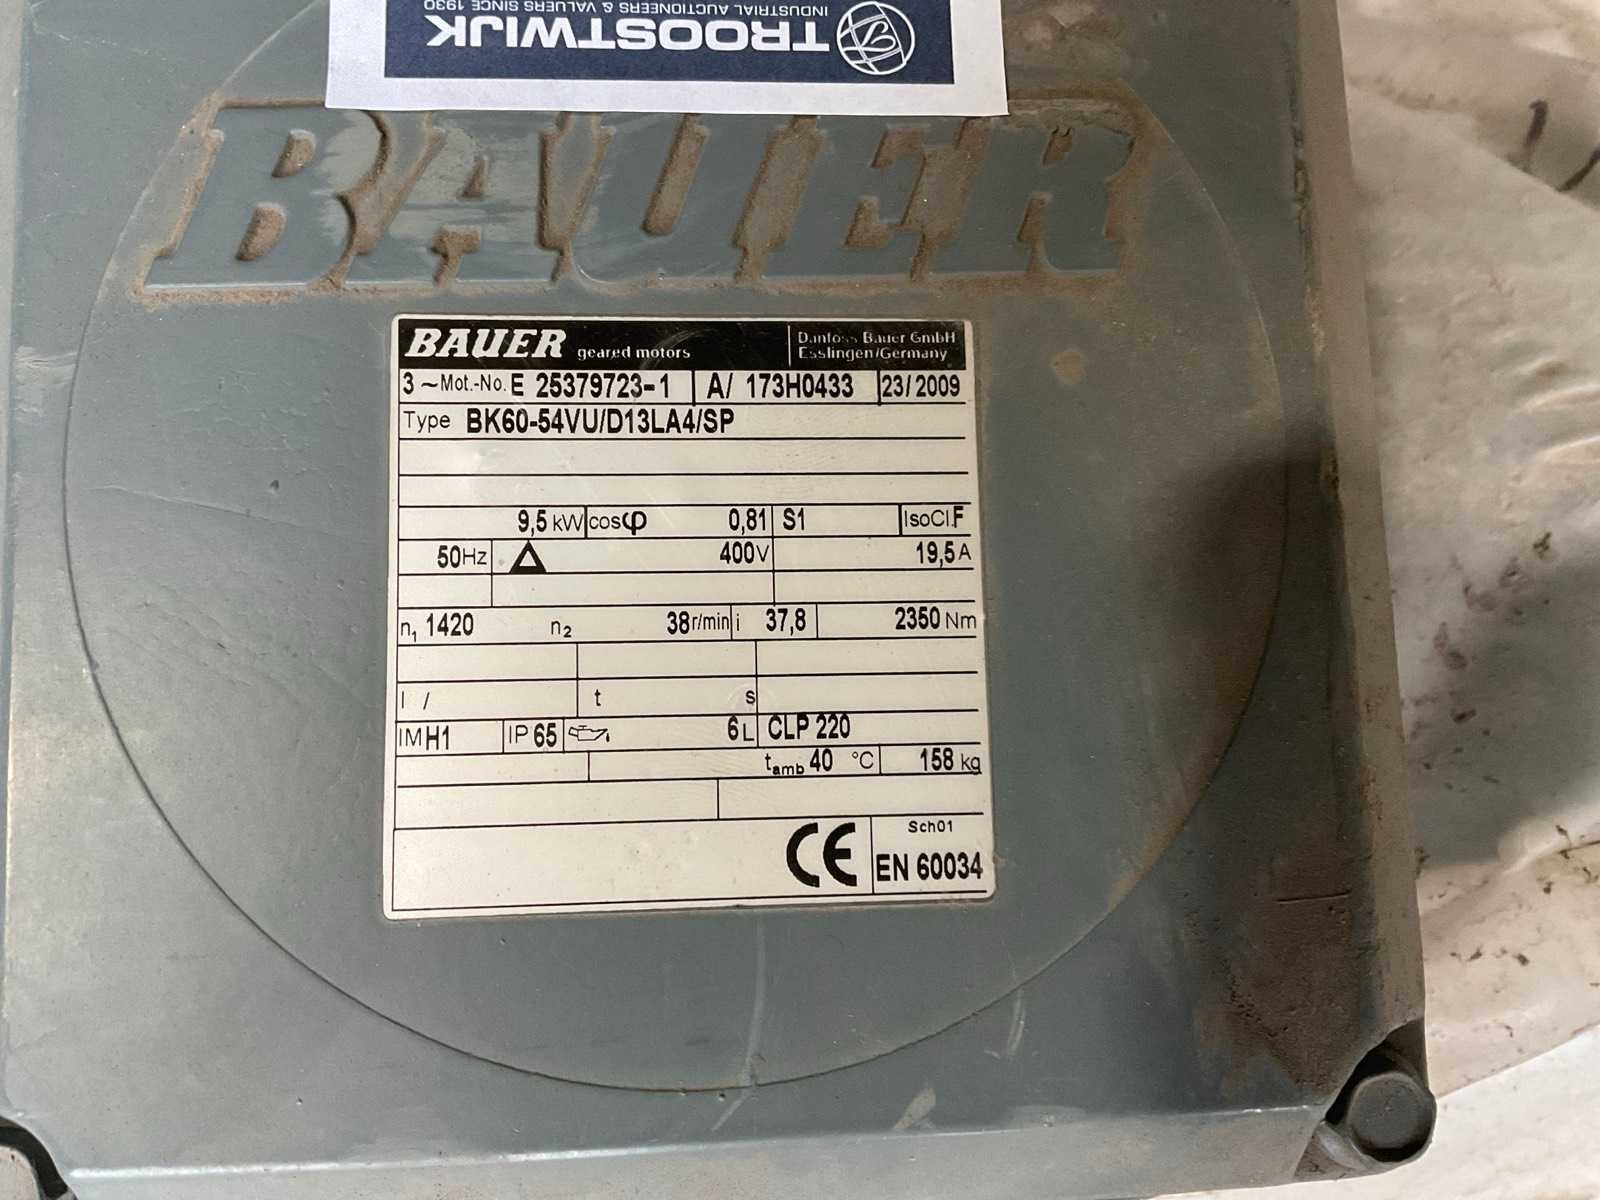 INDUSTRIAL AUCTIONEERS & VALUERS SINCE 1930
TROOSTWIJK
BAUER
BAUER geared motors
Danfoss Bauer GmbH
Esslingen/Germany
3~Mot.-No. E 25379723-1 A/ 173H0433 23/2009
Type BK60-54VU/D13LA4/SP
9,5 kW cosφ 0,81 S1 IsoCl.F
50Hz Δ 400V 19,5A
n1 1420 n2 38r/min i 37,8 2350 Nm
I / t s
IM H1 IP 65 6L CLP 220
tamb 40 °C 158 kg
CE
Sch01
EN 60034